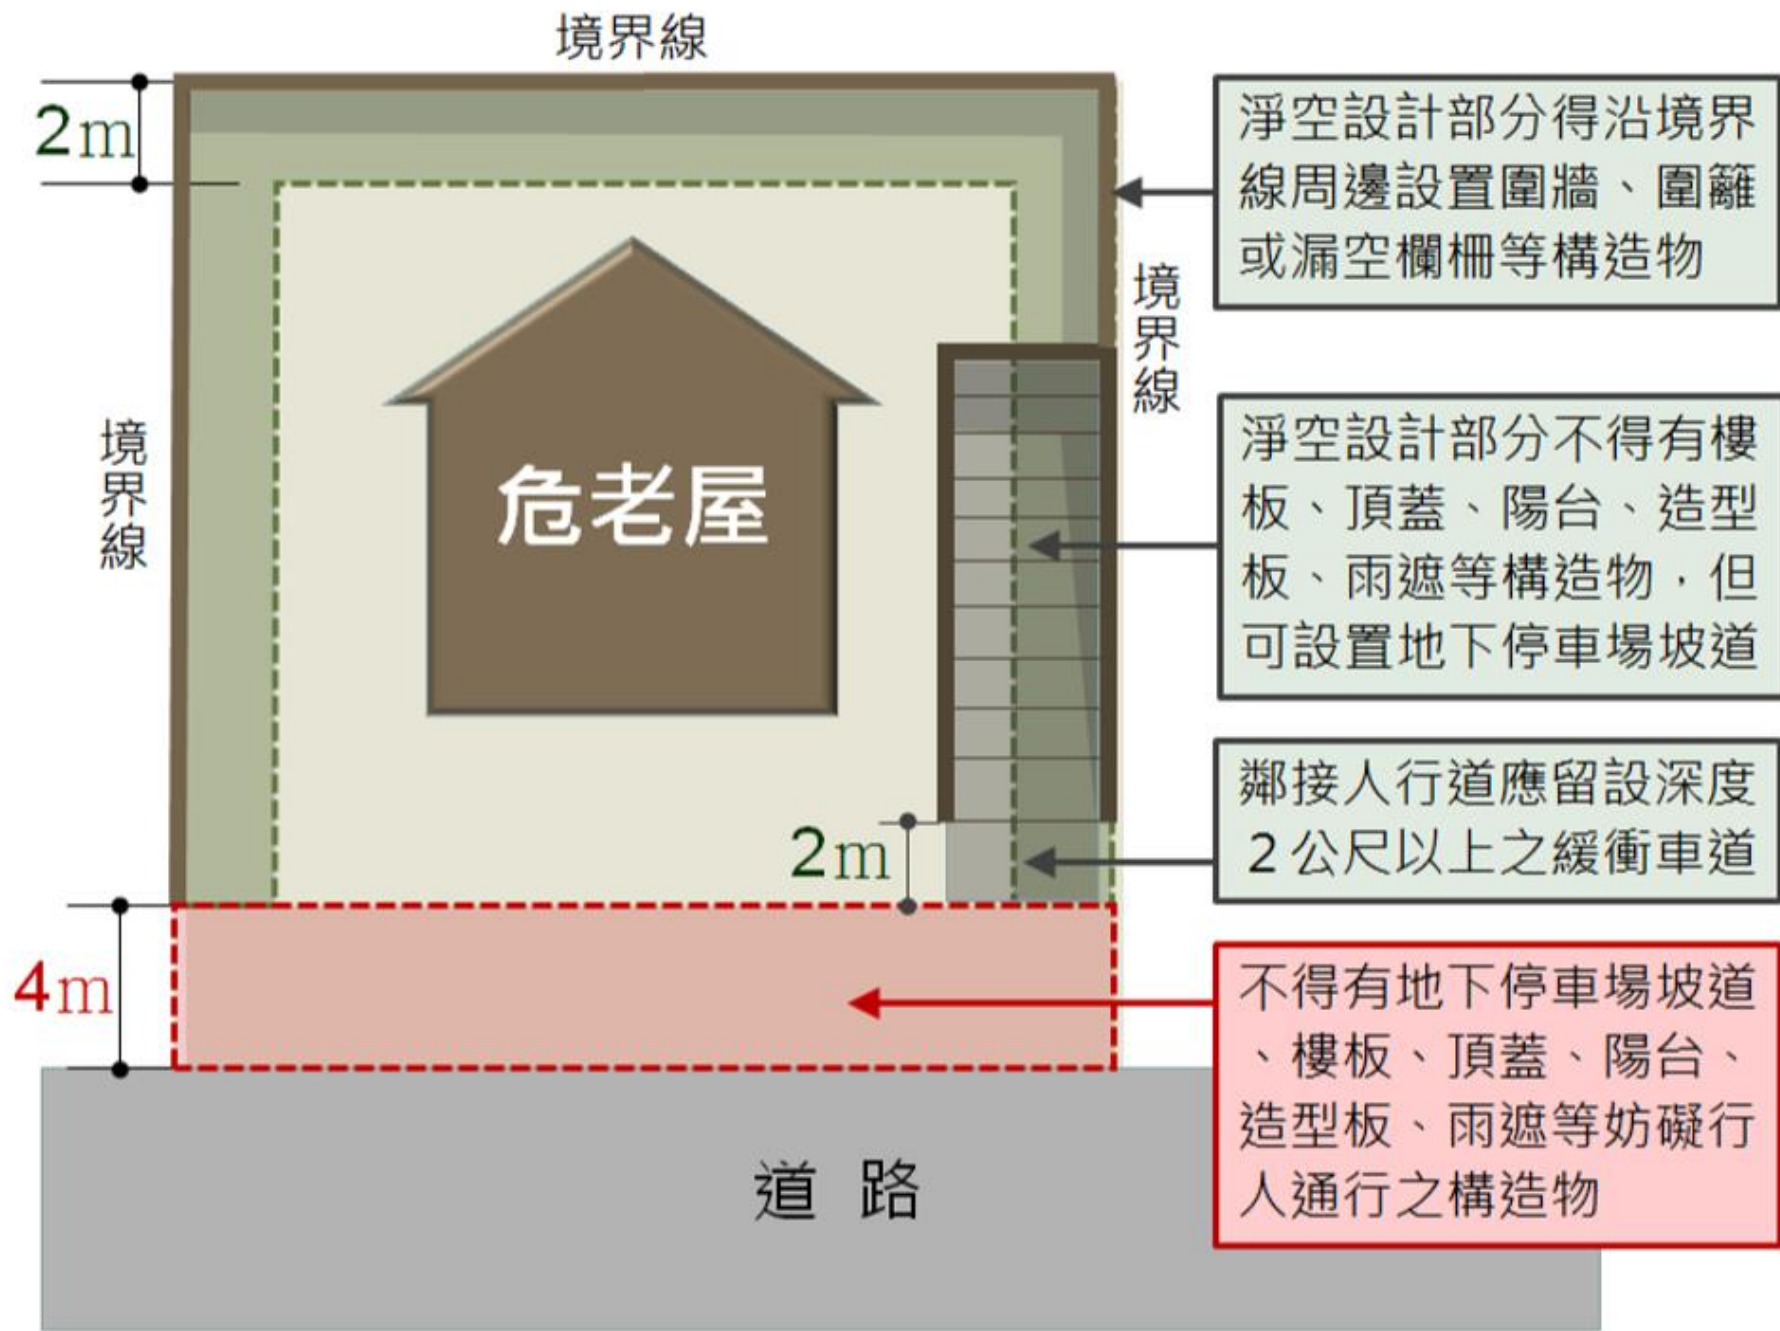 境界線
2m
淨空設計部分得沿境界
線周邊設置圍牆、圍籬
或漏空欄柵等構造物
境界線
境界線
危老屋
淨空設計部分不得有樓
板、頂蓋、陽台、造型
板、雨遮等構造物，但
可設置地下停車場坡道
2m
鄰接人行道應留設深度
2公尺以上之緩衝車道
4m
不得有地下停車場坡道
、樓板、頂蓋、陽台、
造型板、雨遮等妨礙行
人通行之構造物
道路